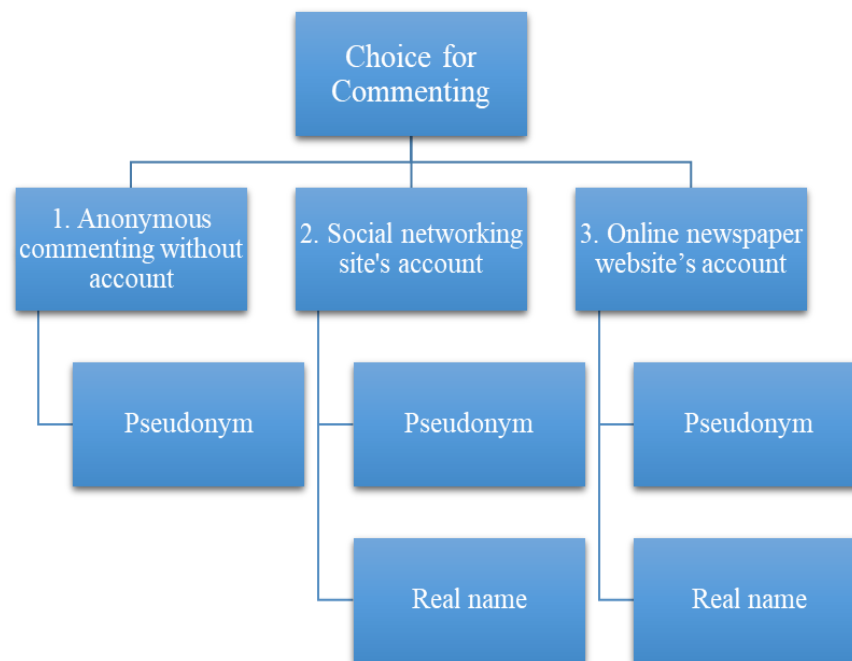 Choice for
Commenting
1. Anonymous
commenting without
account
2. Social networking
site's account
3. Online newspaper
website’s account
Pseudonym
Pseudonym
Pseudonym
Real name
Real name